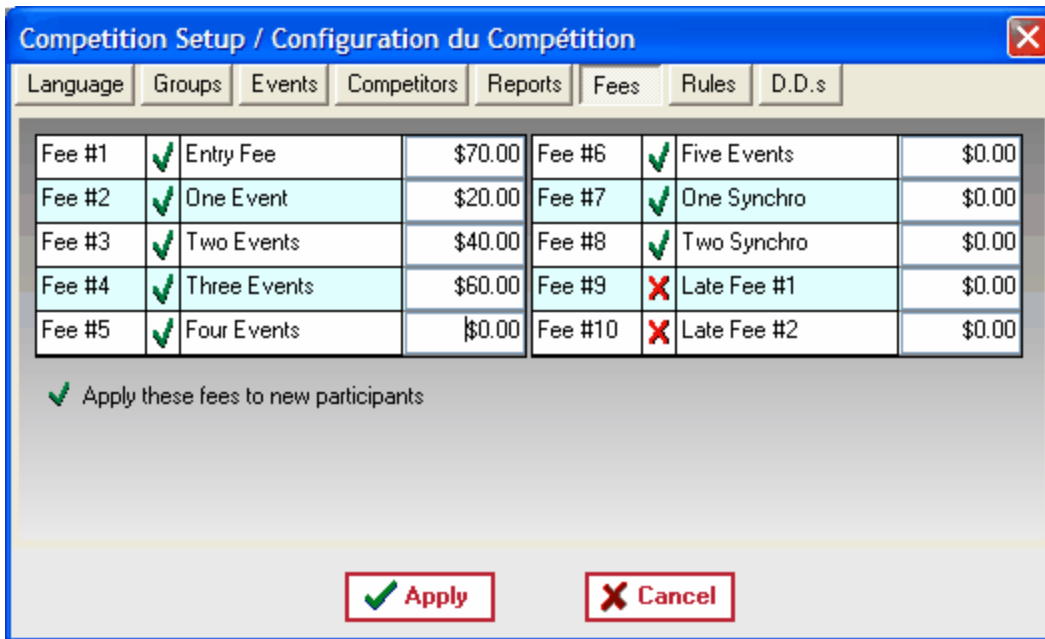 Competition Setup / Configuration du Compétition
Language Groups Events Competitors Reports Fees Rules D.D.s
Fee #1 Entry Fee $70.00 Fee #6 Five Events $0.00
Fee #2 One Event $20.00 Fee #7 One Synchro $0.00
Fee #3 Two Events $40.00 Fee #8 Two Synchro $0.00
Fee #4 Three Events $60.00 Fee #9 Late Fee #1 $0.00
Fee #5 Four Events $0.00 Fee #10 Late Fee #2 $0.00
Apply these fees to new participants
Apply Cancel